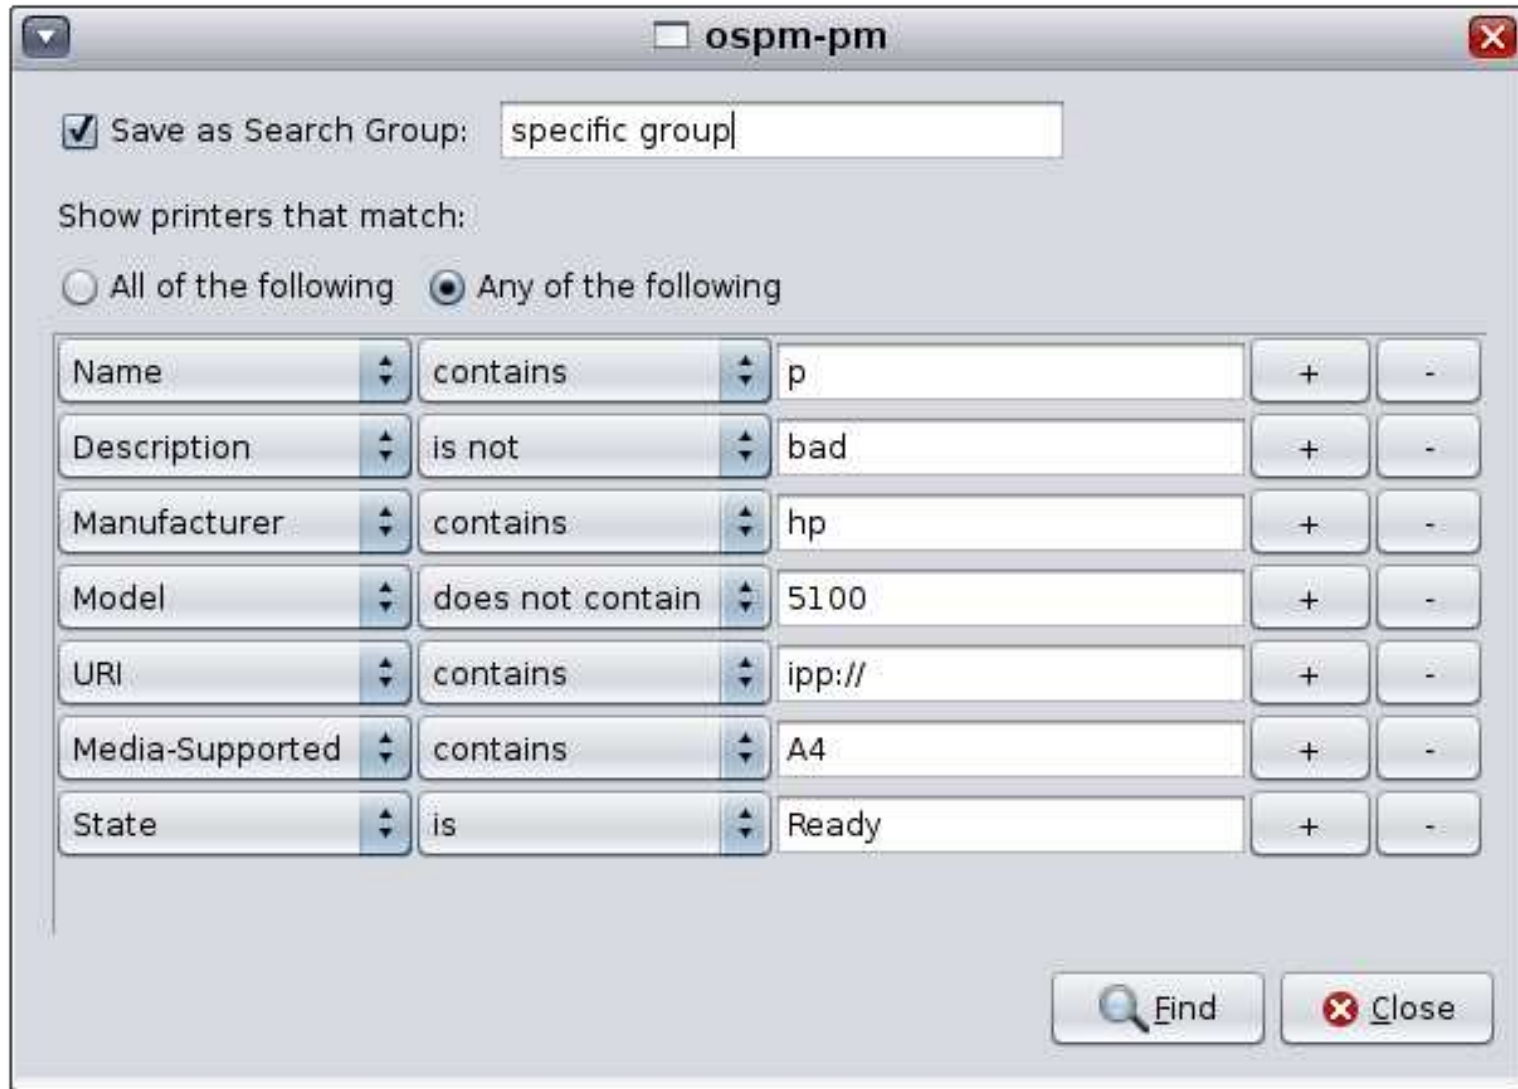 ospm-pm
Save as Search Group: specific group
Show printers that match:
All of the following Any of the following
Name contains p + -
Description is not bad + -
Manufacturer contains hp + -
Model does not contain 5100 + -
URI contains ipp:// + -
Media-Supported contains A4 + -
State is Ready + -
Find Close